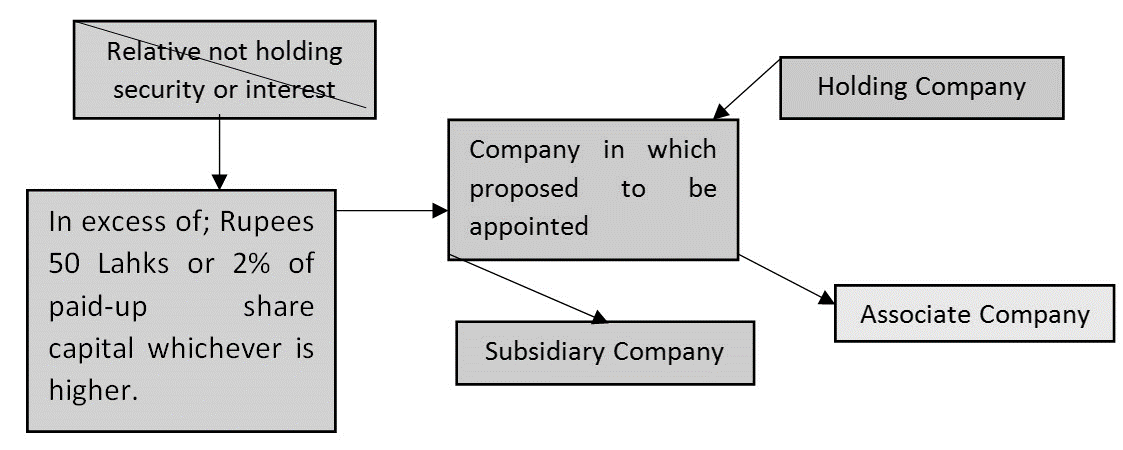 Relative not holding
security or interest
Holding Company
Company in which
proposed to be
appointed
In excess of; Rupees
50 Lahks or 2% of
paid-up share
capital whichever is
higher.
Associate Company
Subsidiary Company